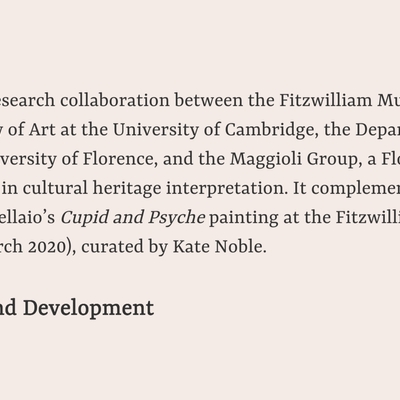 esearch collaboration between the Fitzwilliam Mu
of Art at the University of Cambridge, the Depar
versity of Florence, and the Maggioli Group, a Flo
in cultural heritage interpretation. It complemen
ellaio’s Cupid and Psyche painting at the Fitzwilli
rch 2020), curated by Kate Noble.
nd Development